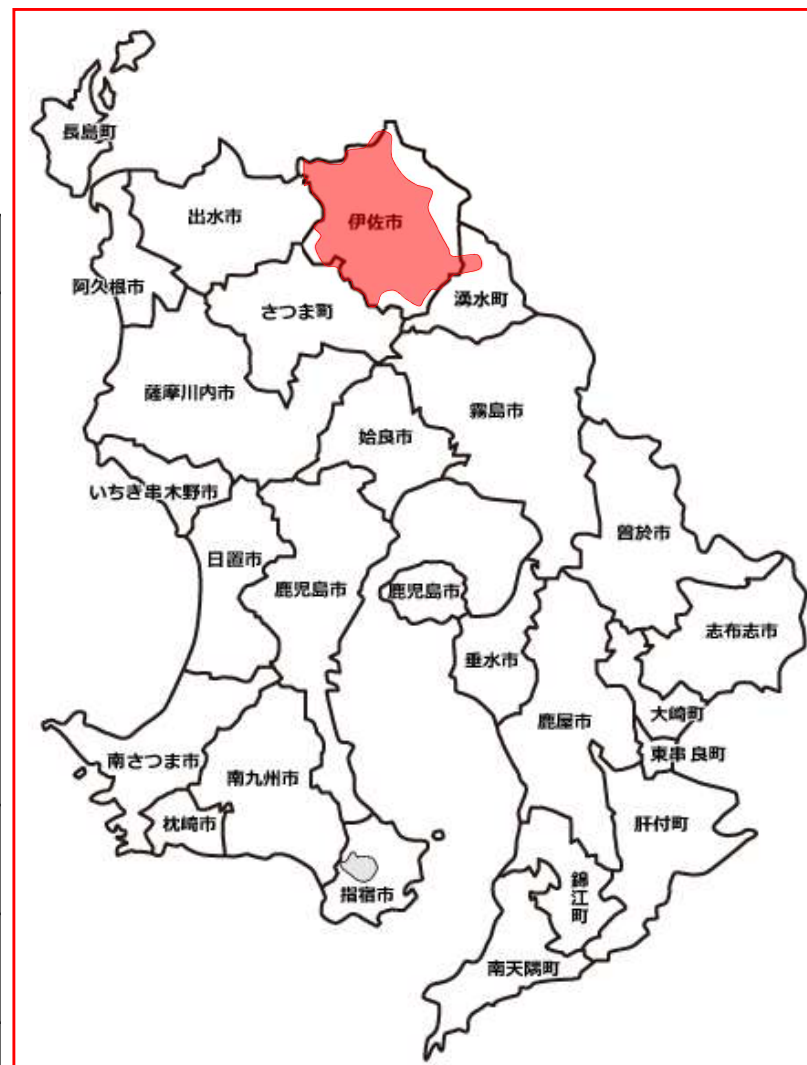 長島町
出水市
伊佐市
阿久根市
さつま町
湧水町
薩摩川内市
霧島市
姶良市
いちき串木野市
曽於市
日置市
鹿児島市
鹿児島市
志布志市
垂水市
大崎町
鹿屋市
東串良町
南さつま市
南九州市
枕崎市
肝付町
指宿市
錦江町
南天隅町